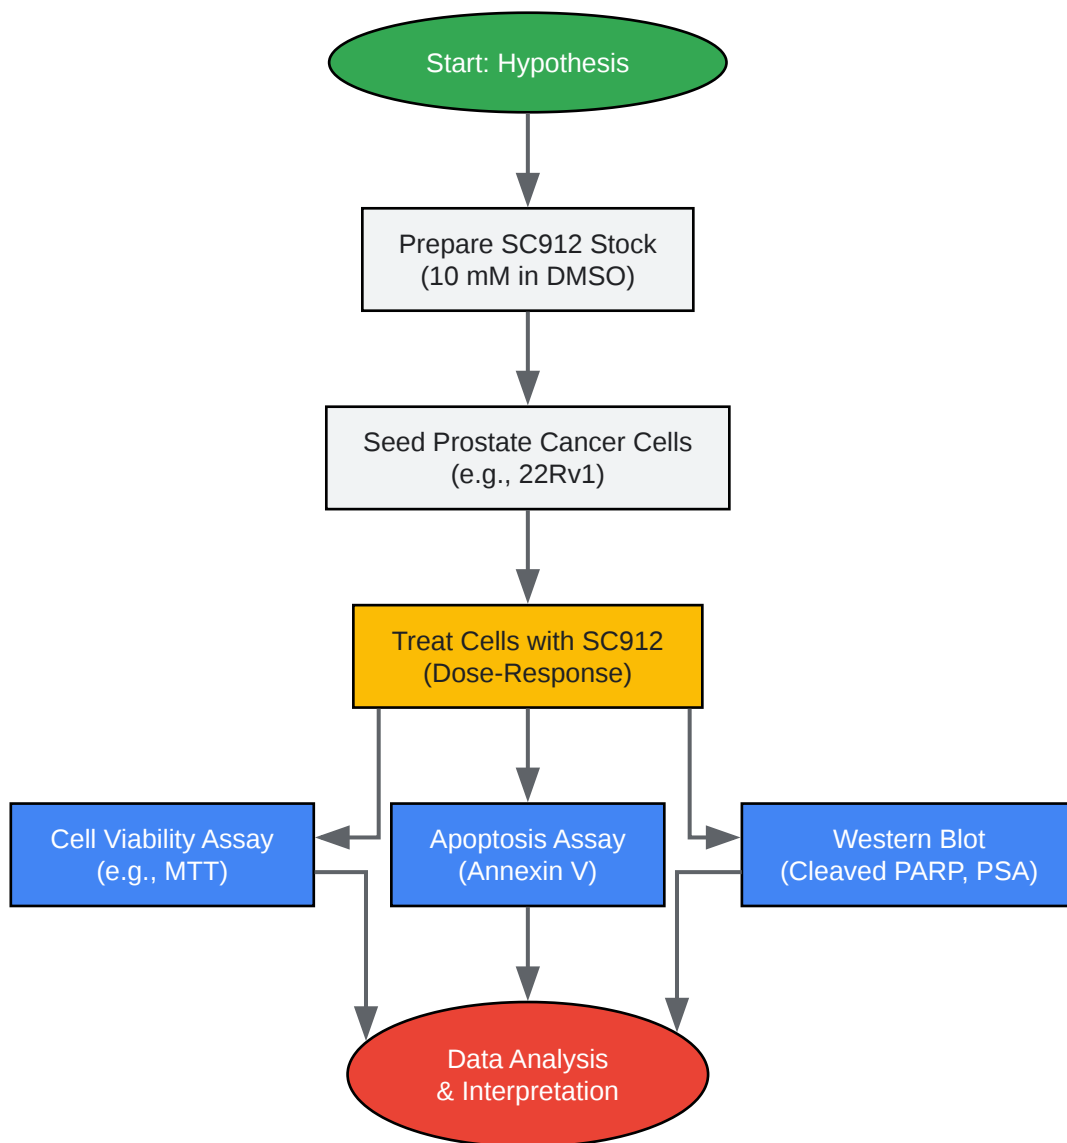 Start: Hypothesis
Prepare SC912 Stock
(10 mM in DMSO)
Seed Prostate Cancer Cells
(e.g., 22Rv1)
Treat Cells with SC912
(Dose-Response)
Cell Viability Assay
(e.g., MTT)
Apoptosis Assay
(Annexin V)
Western Blot
(Cleaved PARP, PSA)
Data Analysis
& Interpretation